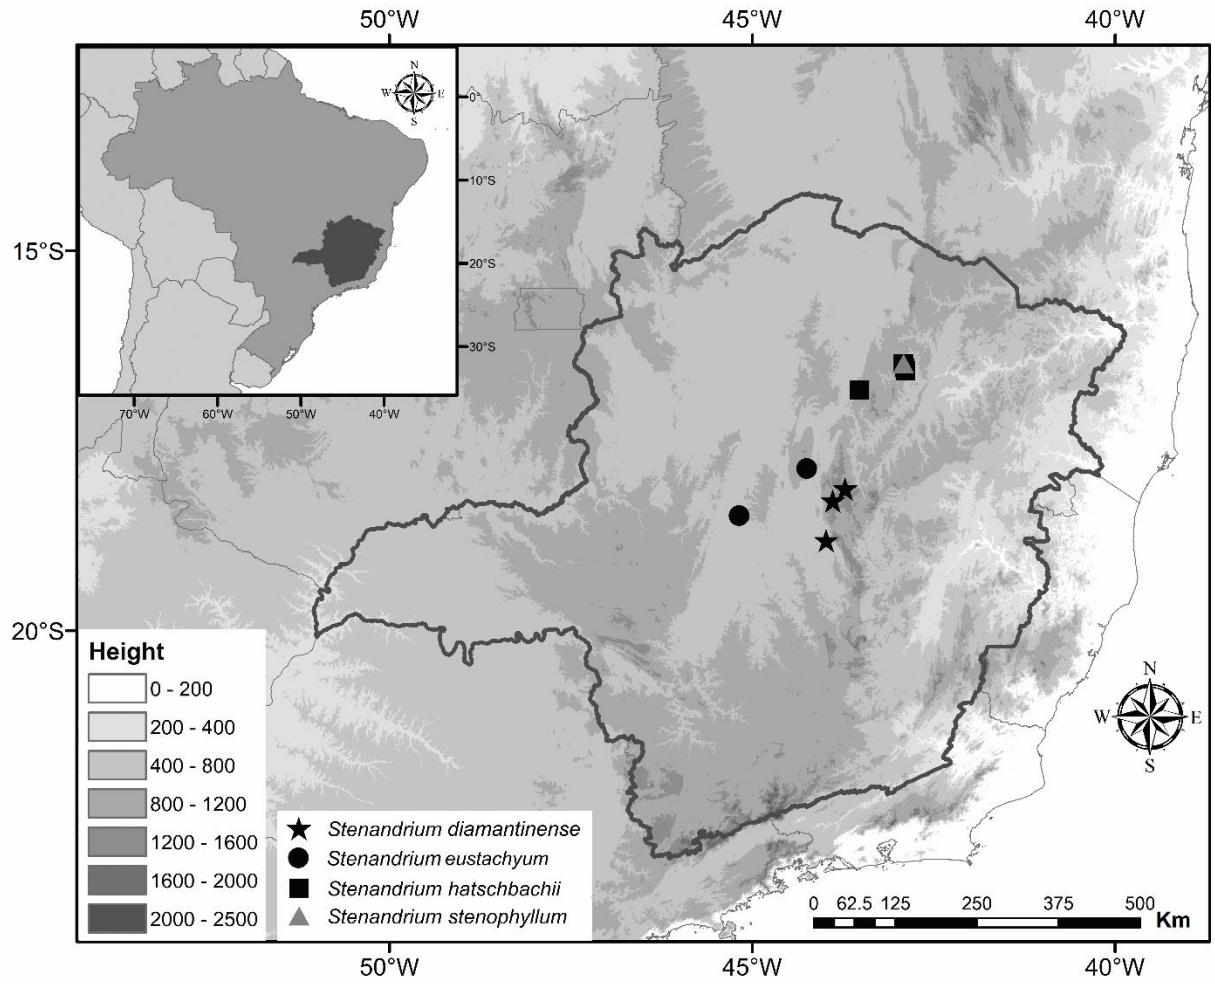 50°W 45°W 40°W
N
W E
S
0°
10°S
20°S
30°S
70°W 60°W 50°W 40°W
15°S
20°S
Height
0 - 200
200 - 400
400 - 800
800 - 1200
1200 - 1600
1600 - 2000
2000 - 2500
Stenandrium diamantinense
Stenandrium eustachyum
Stenandrium hatschbachii
Stenandrium stenophyllum
N
W E
S
0 62.5 125 250 375 500
Km
50°W 45°W 40°W